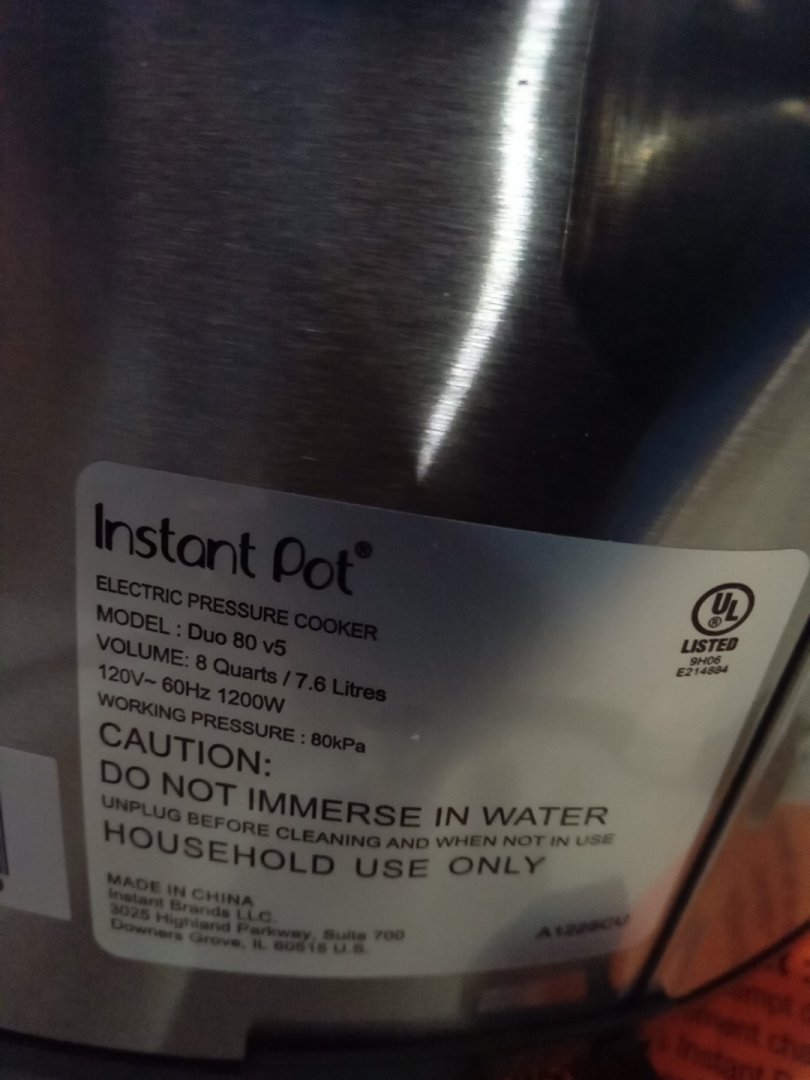 Instant Pot®
ELECTRIC PRESSURE COOKER
MODEL : Duo 80 v5
VOLUME: 8 Quarts / 7.6 Litres
120V~ 60Hz 1200W
WORKING PRESSURE : 80kPa
CAUTION:
DO NOT IMMERSE IN WATER
UNPLUG BEFORE CLEANING AND WHEN NOT IN USE
HOUSEHOLD USE ONLY
MADE IN CHINA
Instant Brands LLC.
3025 Highland Parkway, Suite 700
Downers Grove, IL 60515 U.S.
UL
®
LISTED
9H06
E214884
Instant